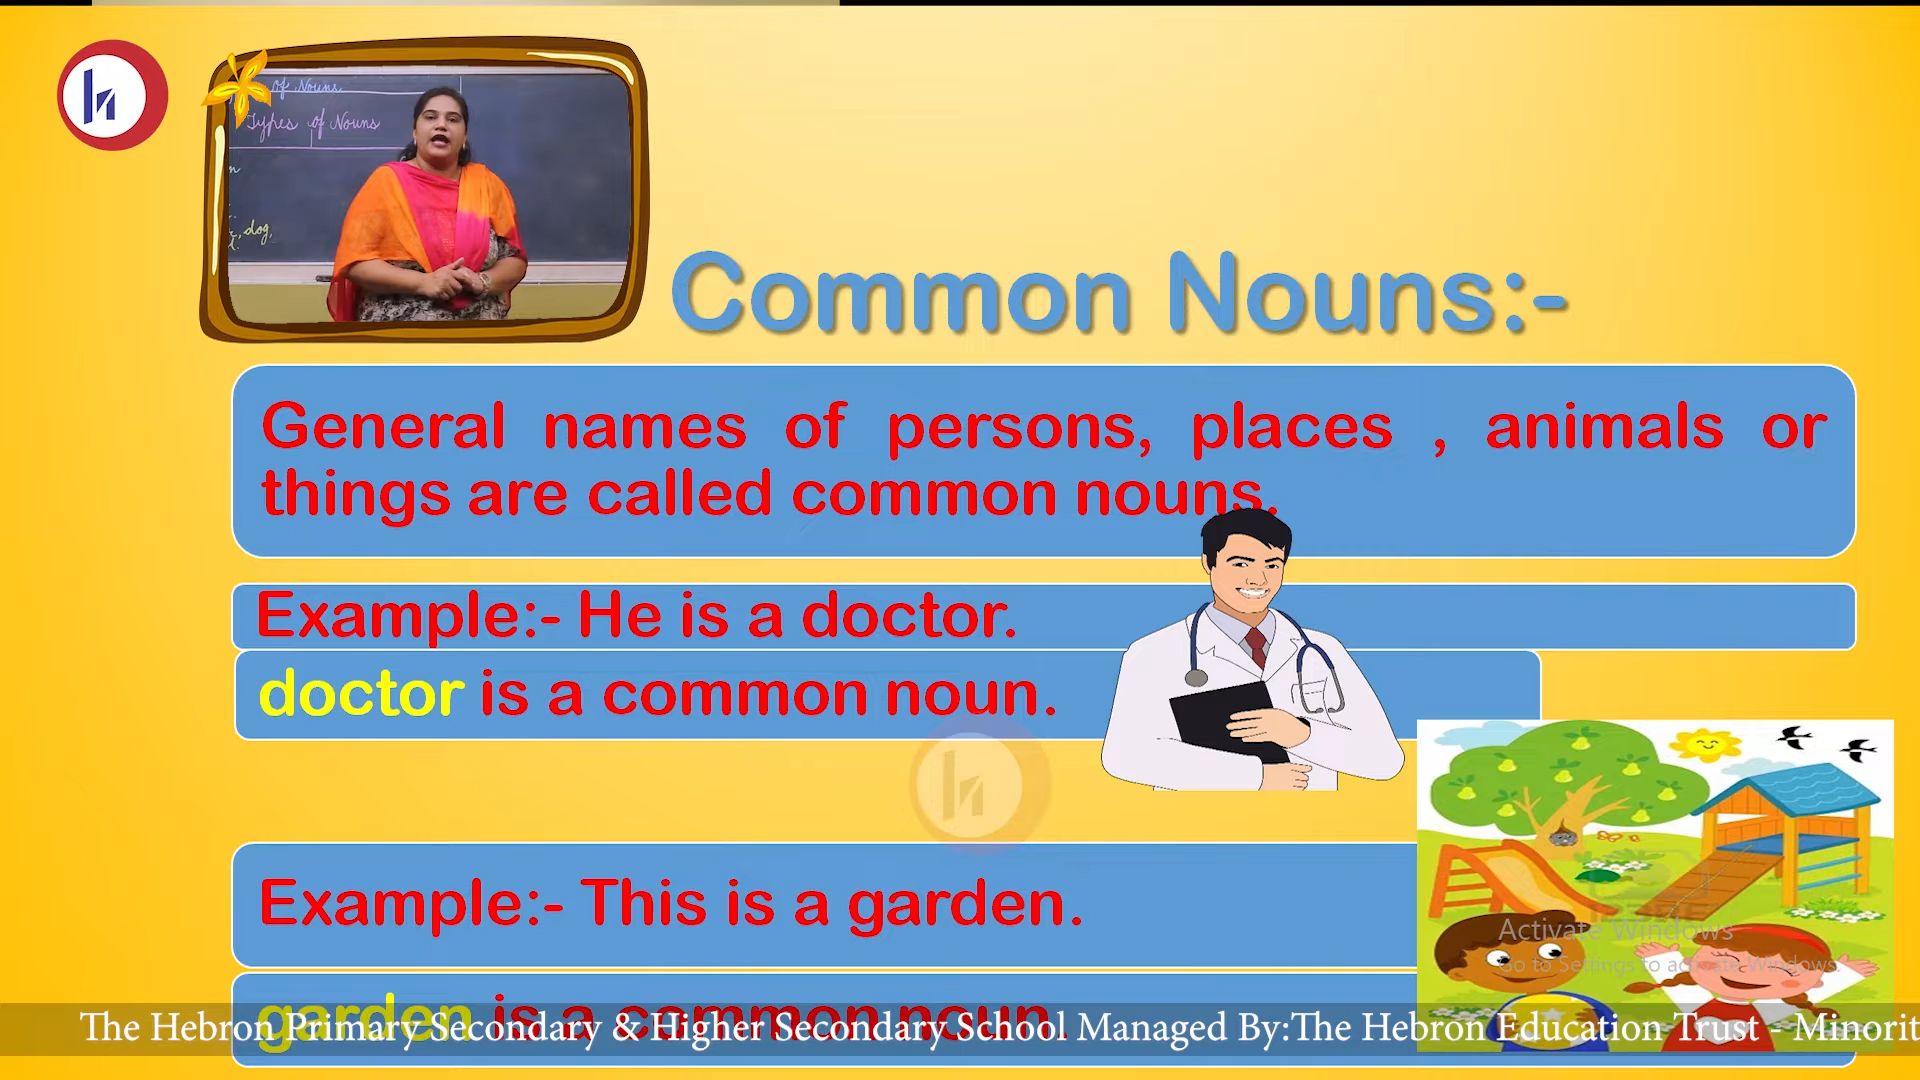 of Nouns
Types of Nouns
dog,
Common Nouns:-
General names of persons, places , animals or
things are called common nouns.
Example:- He is a doctor.
doctor is a common noun.
Example:- This is a garden.
Activate Windows
Go to Settings to activate Windows.
garden is a common noun.
The Hebron Primary Secondary & Higher Secondary School Managed By:The Hebron Education Trust - Minorit